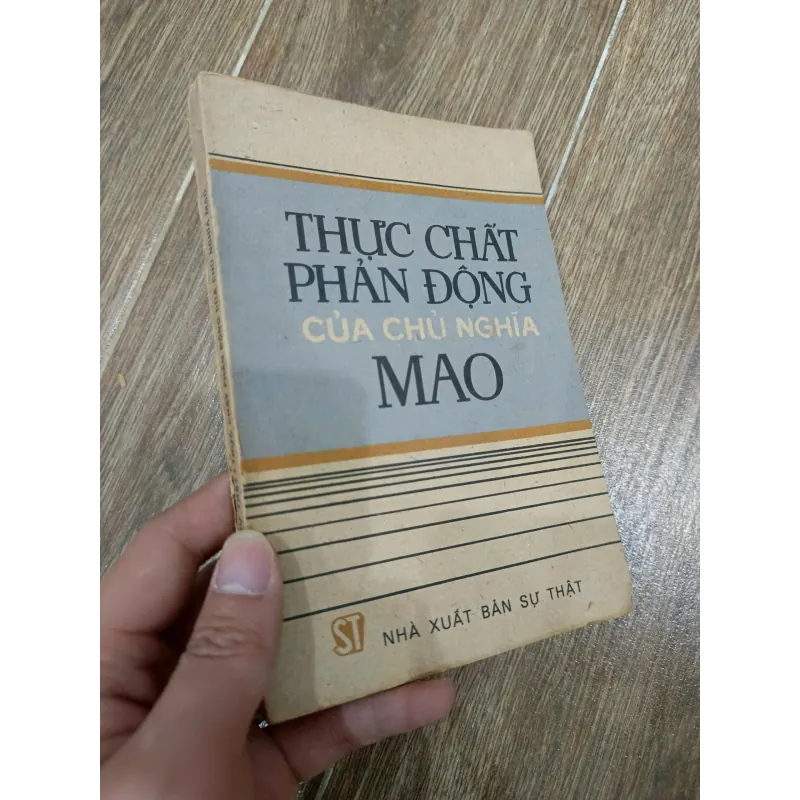 THỰC CHẤT
PHẢN ĐỘNG
CỦA CHỦ NGHĨA
MAO
ST NHÀ XUẤT BẢN SỰ THẬT